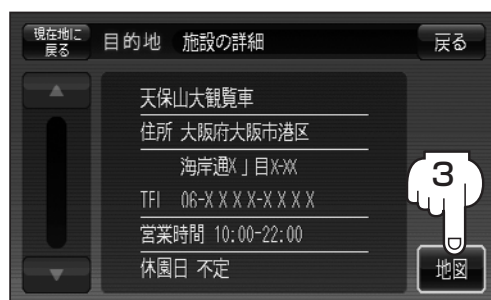 現在地に
戻る
目的地 施設の詳細
戻る
天保山大観覧車
住所 大阪府大阪市港区
海岸通X丁目X-XX
TEL 06-XXXX-XXXX
営業時間 10:00-22:00
休園日 不定
3
地図